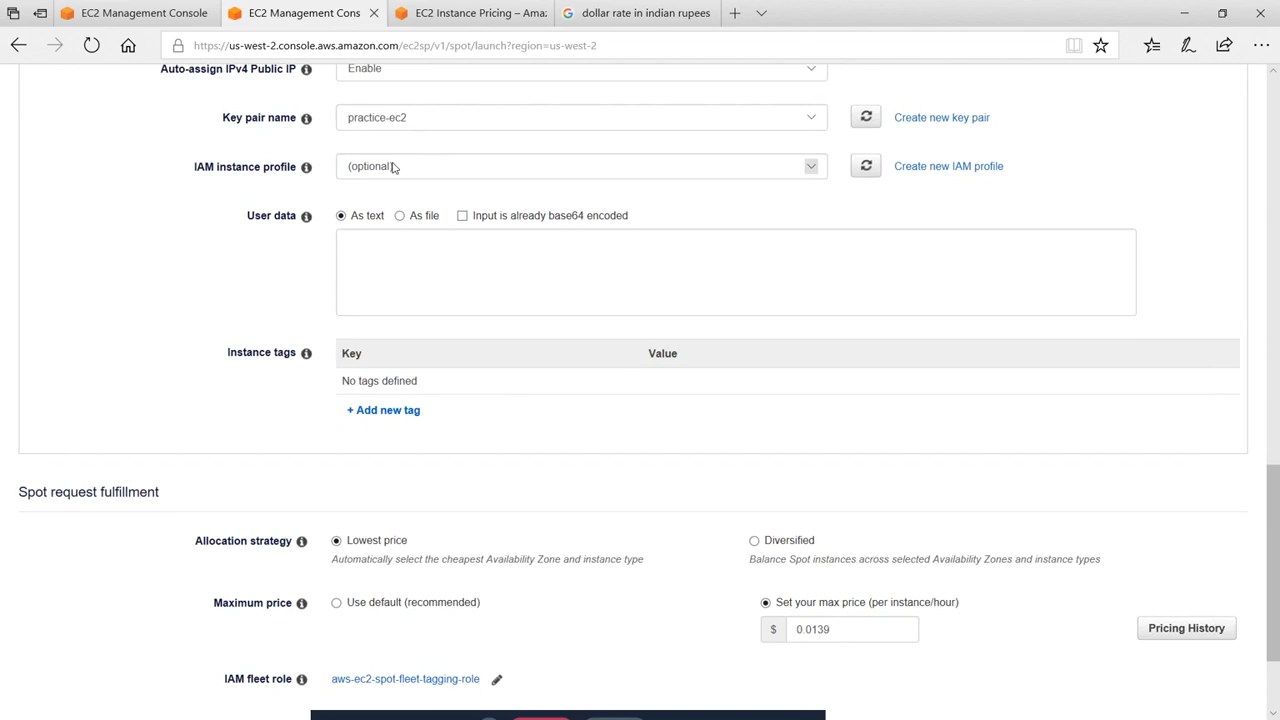 EC2 Management Console
EC2 Management Cons
EC2 Instance Pricing – Ama:
dollar rate in indian rupees
https://us-west-2.console.aws.amazon.com/ec2sp/v1/spot/launch?region=us-west-2
Auto-assign IPv4 Public IP
Enable
Key pair name
practice-ec2
Create new key pair
IAM instance profile
(optional)
Create new IAM profile
User data
As text
As file
Input is already base64 encoded
Instance tags
Key
Value
No tags defined
+ Add new tag
Spot request fulfillment
Allocation strategy
Lowest price
Automatically select the cheapest Availability Zone and instance type
Diversified
Balance Spot instances across selected Availability Zones and instance types
Maximum price
Use default (recommended)
Set your max price (per instance/hour)
$ 0.0139
Pricing History
IAM fleet role
aws-ec2-spot-fleet-tagging-role